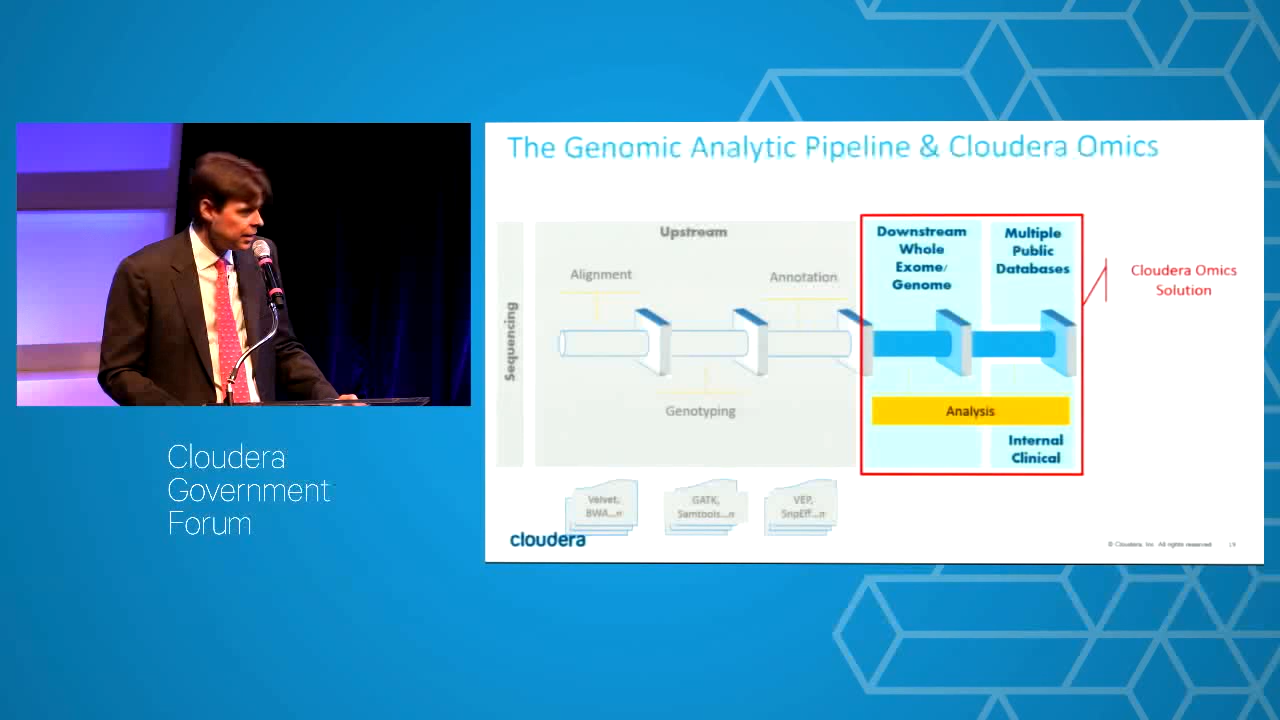 The Genomic Analytic Pipeline & Cloudera Omics
Sequencing
Upstream
Alignment
Annotation
Genotyping
Downstream
Whole
Exome/
Genome
Multiple
Public
Databases
Analysis
Internal
Clinical
Cloudera Omics
Solution
Velvet,
BWA...n
GATK,
Samtools...n
VEP,
SnpEff...n
cloudera
© Cloudera, Inc. All rights reserved.
19
Cloudera
Government
Forum